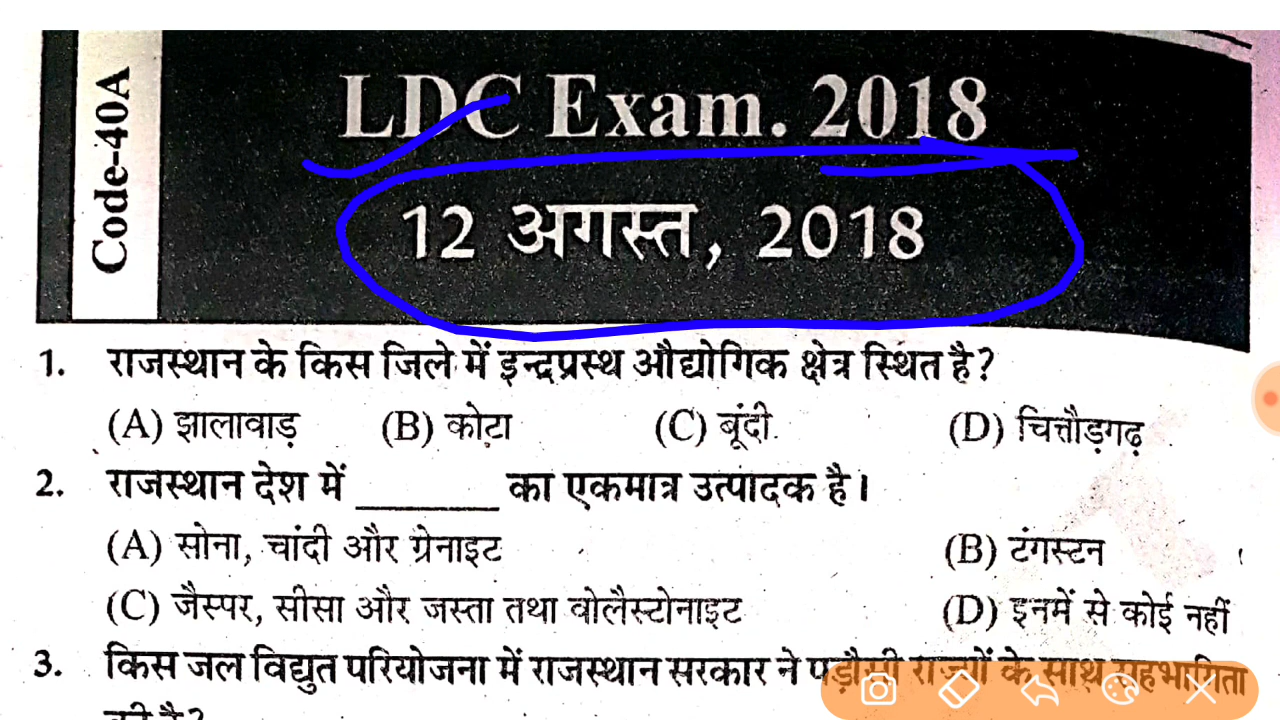 Code-40A
LDC Exam. 2018
12 अगस्त, 2018
1. राजस्थान के किस जिले में इन्द्रप्रस्थ औद्योगिक क्षेत्र स्थित है?
(A) झालावाड़ (B) कोटा (C) बूंदी (D) चित्तौड़गढ़
2. राजस्थान देश में ________ का एकमात्र उत्पादक है।
(A) सोना, चांदी और ग्रेनाइट (B) टंगस्टन
(C) जैस्पर, सीसा और जस्ता तथा वोलैस्टोनाइट (D) इनमें से कोई नहीं
3. किस जल विद्युत परियोजना में राजस्थान सरकार ने पड़ौसी राज्यों के साथ सहभागिता